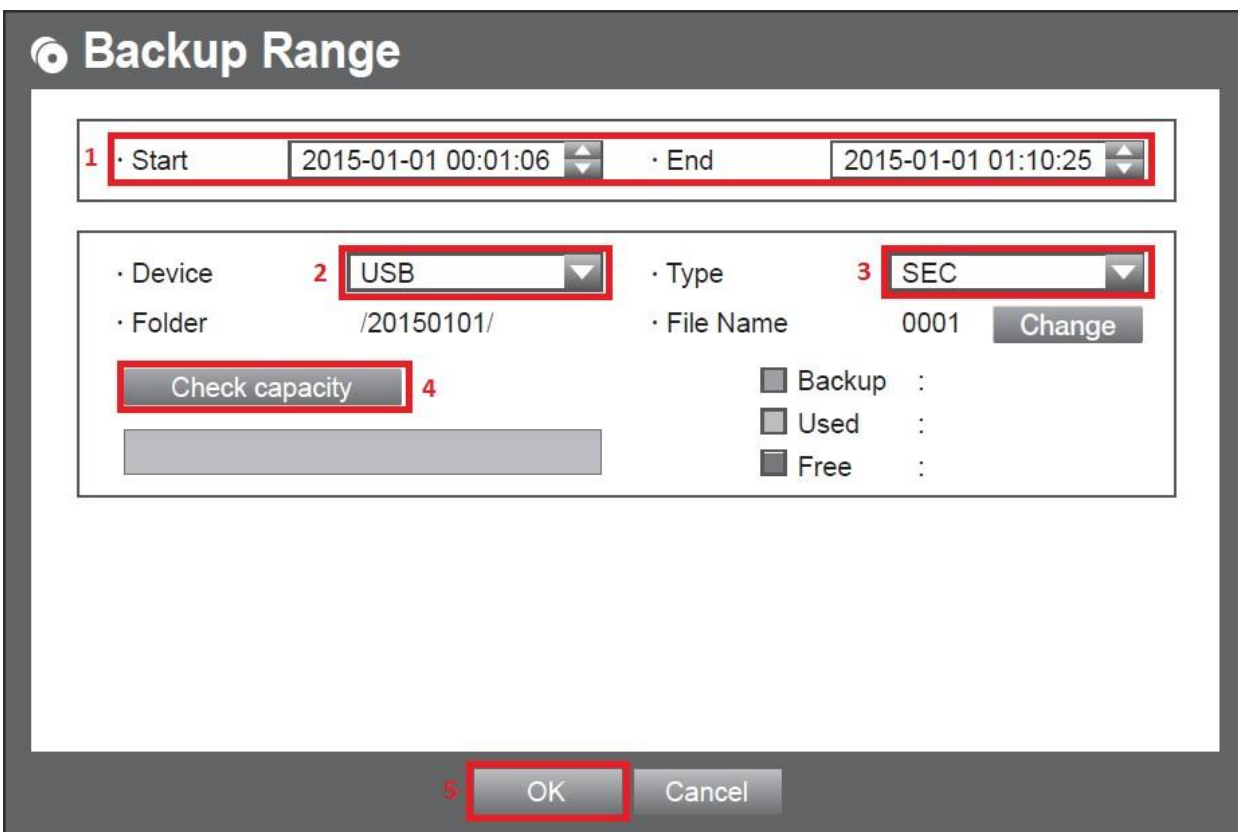 Backup Range
1 · Start 2015-01-01 00:01:06 · End 2015-01-01 01:10:25
· Device 2 USB · Type 3 SEC
· Folder /20150101/ · File Name 0001 Change
Check capacity 4 Backup :
Used :
Free :
5 OK Cancel